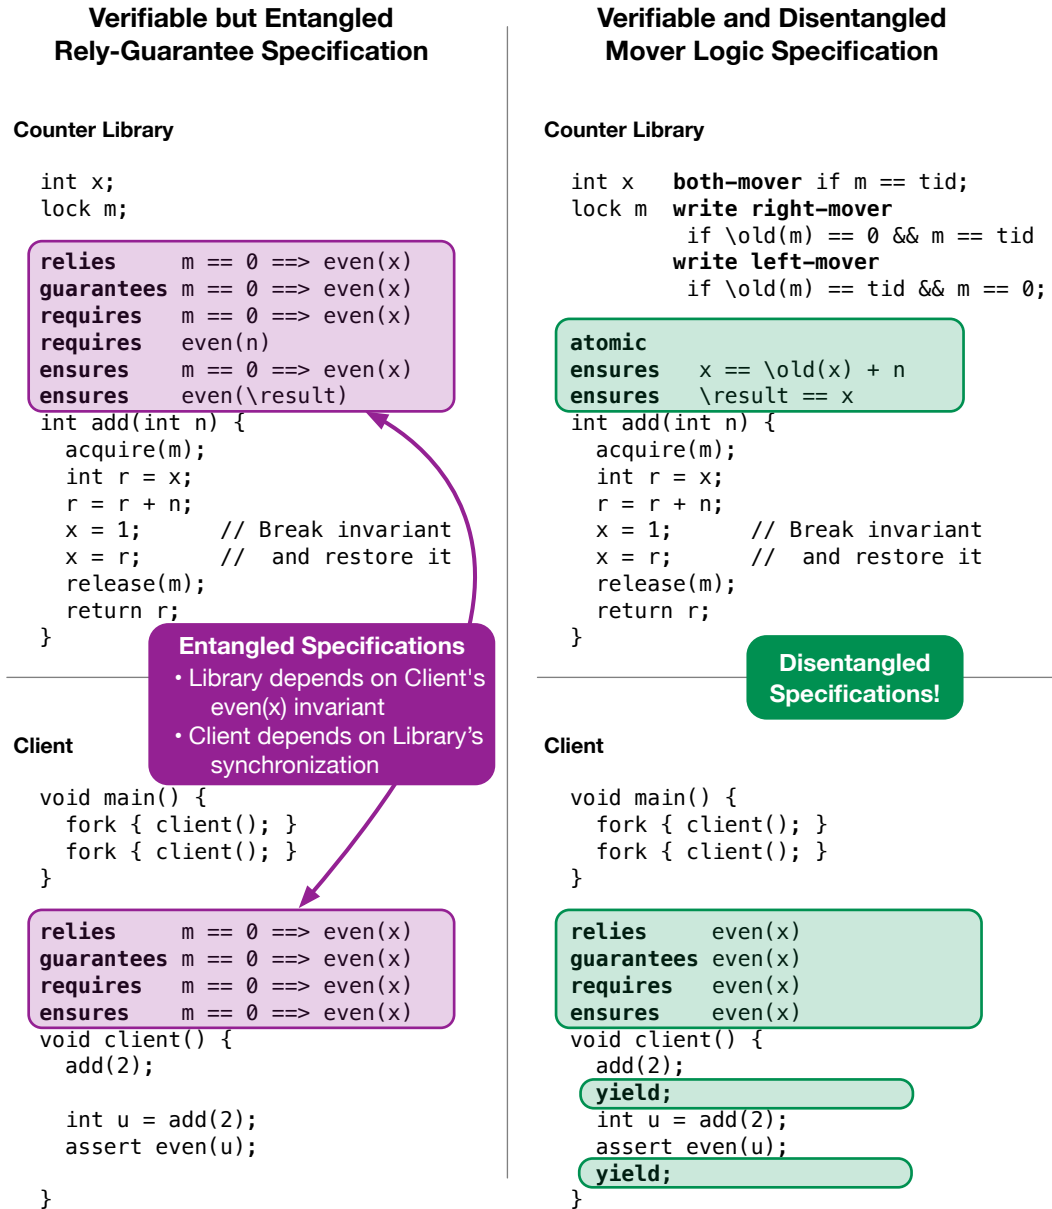 Verifiable but Entangled
Rely-Guarantee Specification
Counter Library
int x;
lock m;
relies     m == 0 ==> even(x)
guarantees m == 0 ==> even(x)
requires   m == 0 ==> even(x)
requires   even(n)
ensures    m == 0 ==> even(x)
ensures    even(\result)
int add(int n) {
  acquire(m);
  int r = x;
  r = r + n;
  x = 1;      // Break invariant
  x = r;      //  and restore it
  release(m);
  return r;
}
Entangled Specifications
• Library depends on Client's
even(x) invariant
• Client depends on Library’s
synchronization
Client
void main() {
  fork { client(); }
  fork { client(); }
}
relies     m == 0 ==> even(x)
guarantees m == 0 ==> even(x)
requires   m == 0 ==> even(x)
ensures    m == 0 ==> even(x)
void client() {
  add(2);
  int u = add(2);
  assert even(u);
}
Verifiable and Disentangled
Mover Logic Specification
Counter Library
int x   both-mover if m == tid;
lock m  write right-mover
         if \old(m) == 0 && m == tid
        write left-mover
         if \old(m) == tid && m == 0;
atomic
ensures   x == \old(x) + n
ensures   \result == x
int add(int n) {
  acquire(m);
  int r = x;
  r = r + n;
  x = 1;      // Break invariant
  x = r;      //  and restore it
  release(m);
  return r;
}
Disentangled
Specifications!
Client
void main() {
  fork { client(); }
  fork { client(); }
}
relies     even(x)
guarantees even(x)
requires   even(x)
ensures    even(x)
void client() {
  add(2);
  yield;
  int u = add(2);
  assert even(u);
  yield;
}